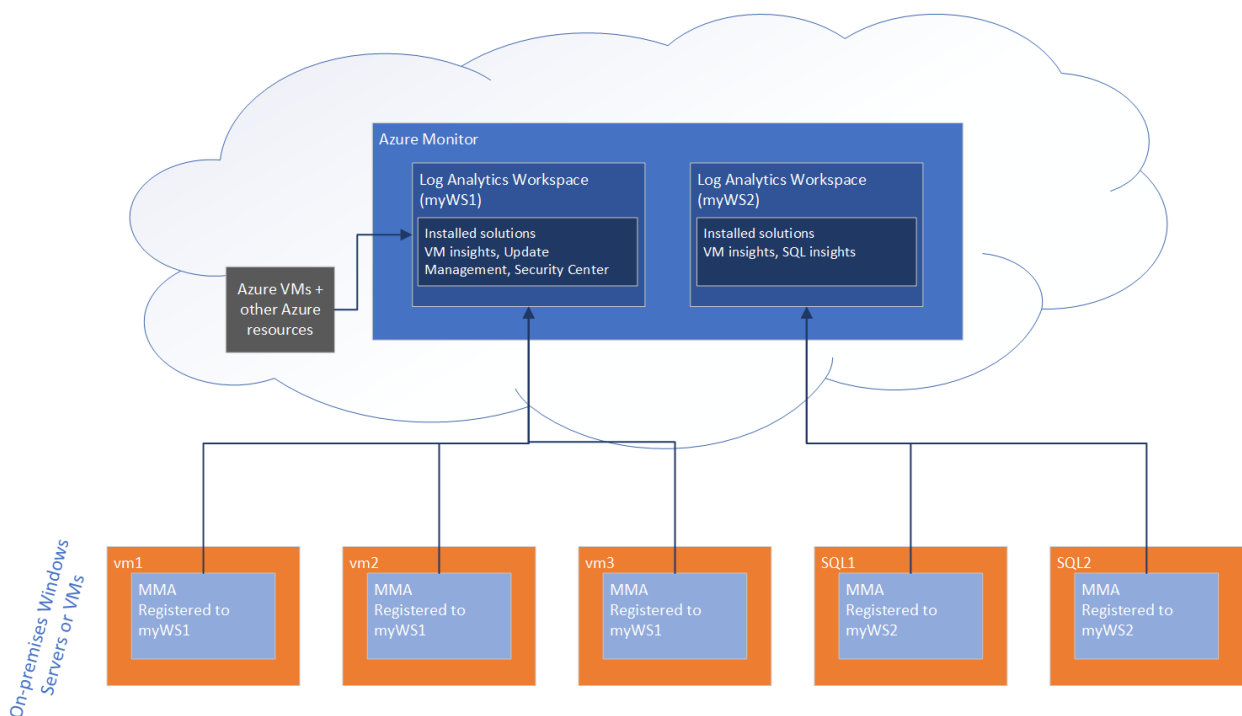 Azure Monitor
Log Analytics Workspace
(myWS1)
Installed solutions
VM insights, Update
Management, Security Center
Log Analytics Workspace
(myWS2)
Installed solutions
VM insights, SQL insights
Azure VMs +
other Azure
resources
On-premises Windows
Servers or VMs
vm1
MMA
Registered to
myWS1
vm2
MMA
Registered to
myWS1
vm3
MMA
Registered to
myWS1
SQL1
MMA
Registered to
myWS2
SQL2
MMA
Registered to
myWS2